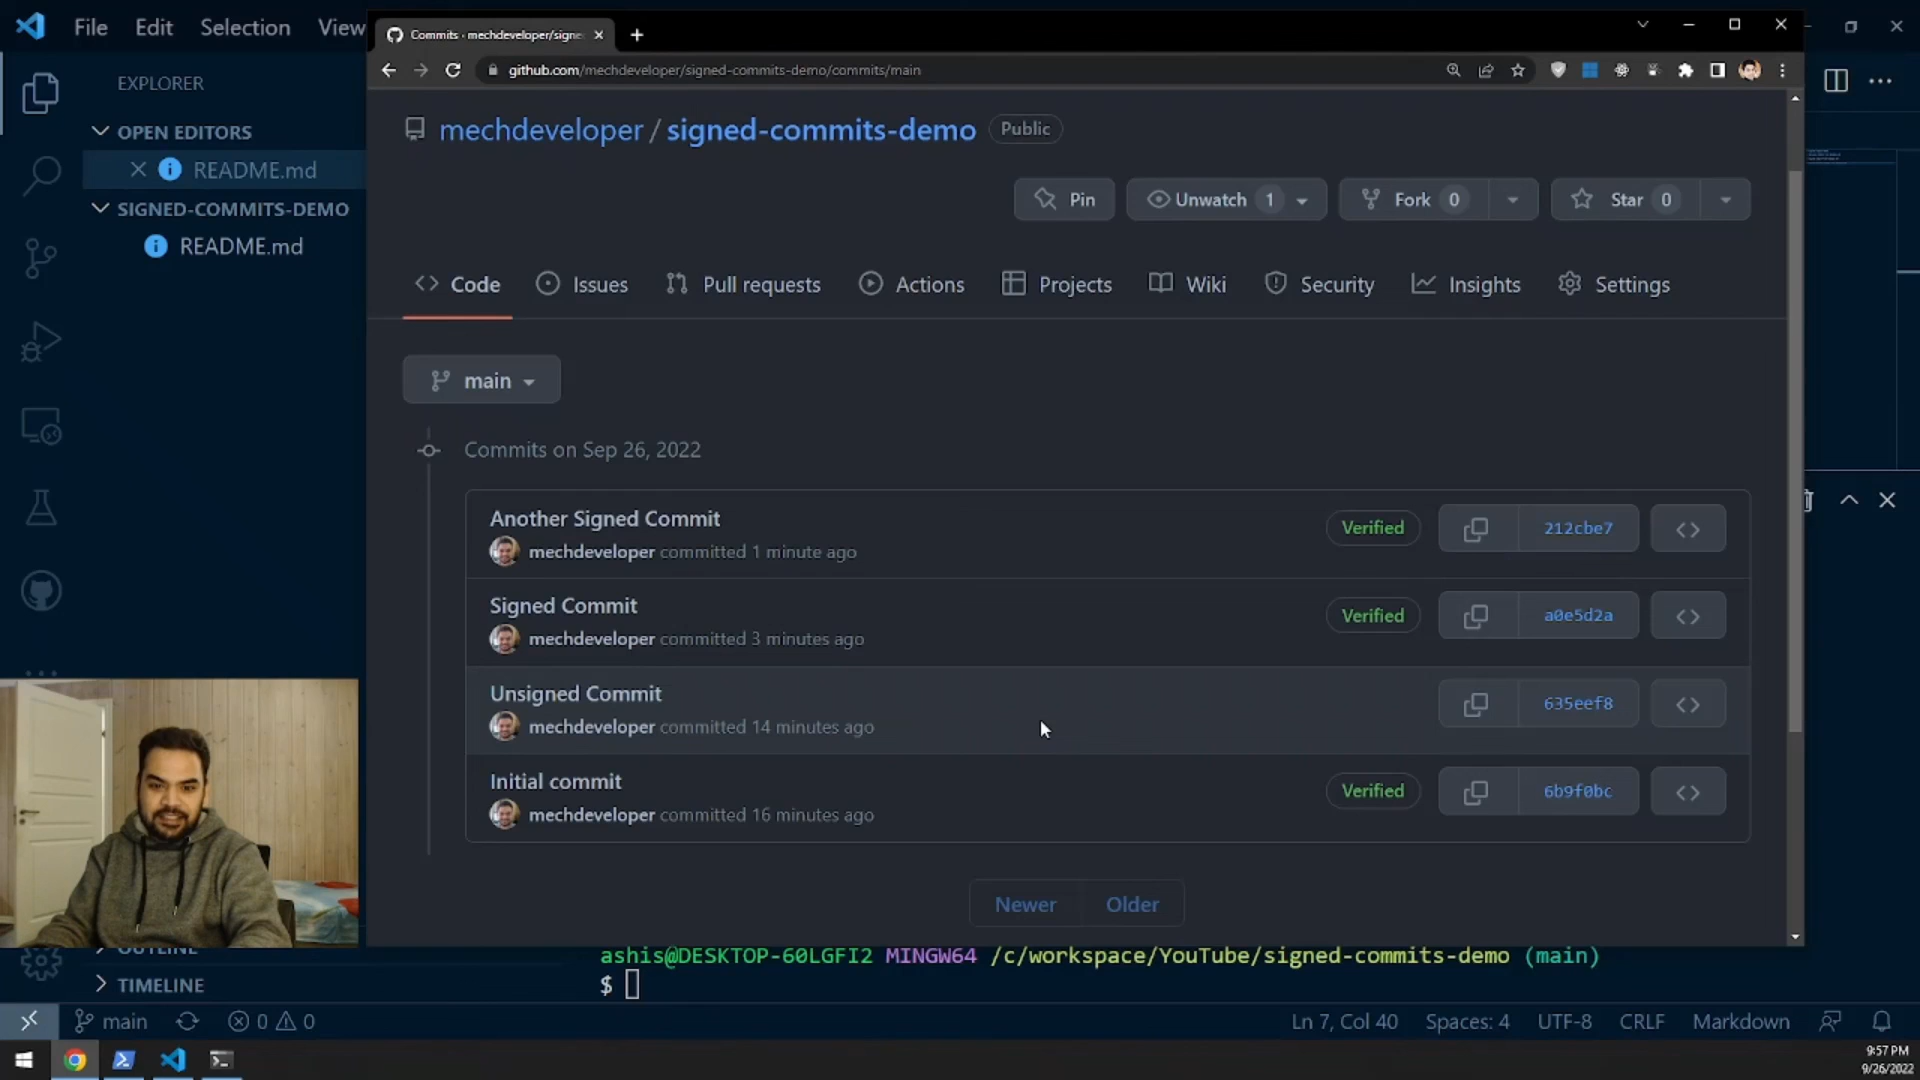 File Edit Selection View
Commits · mechdeveloper/signe
github.com/mechdeveloper/signed-commits-demo/commits/main
EXPLORER
OPEN EDITORS
README.md
SIGNED-COMMITS-DEMO
README.md
mechdeveloper / signed-commits-demo Public
Pin Unwatch 1 Fork 0 Star 0
Code Issues Pull requests Actions Projects Wiki Security Insights Settings
main
Commits on Sep 26, 2022
Another Signed Commit
mechdeveloper committed 1 minute ago
Verified 212cbe7
Signed Commit
mechdeveloper committed 3 minutes ago
Verified a0e5d2a
Unsigned Commit
mechdeveloper committed 14 minutes ago
635eef8
Initial commit
mechdeveloper committed 16 minutes ago
Verified 6b9f0bc
Newer Older
OUTLINE
TIMELINE
ashis@DESKTOP-60LGFI2 MINGW64 /c/workspace/YouTube/signed-commits-demo (main)
$
main 0 0 Ln 7, Col 40 Spaces: 4 UTF-8 CRLF Markdown
9:57 PM
9/26/2022